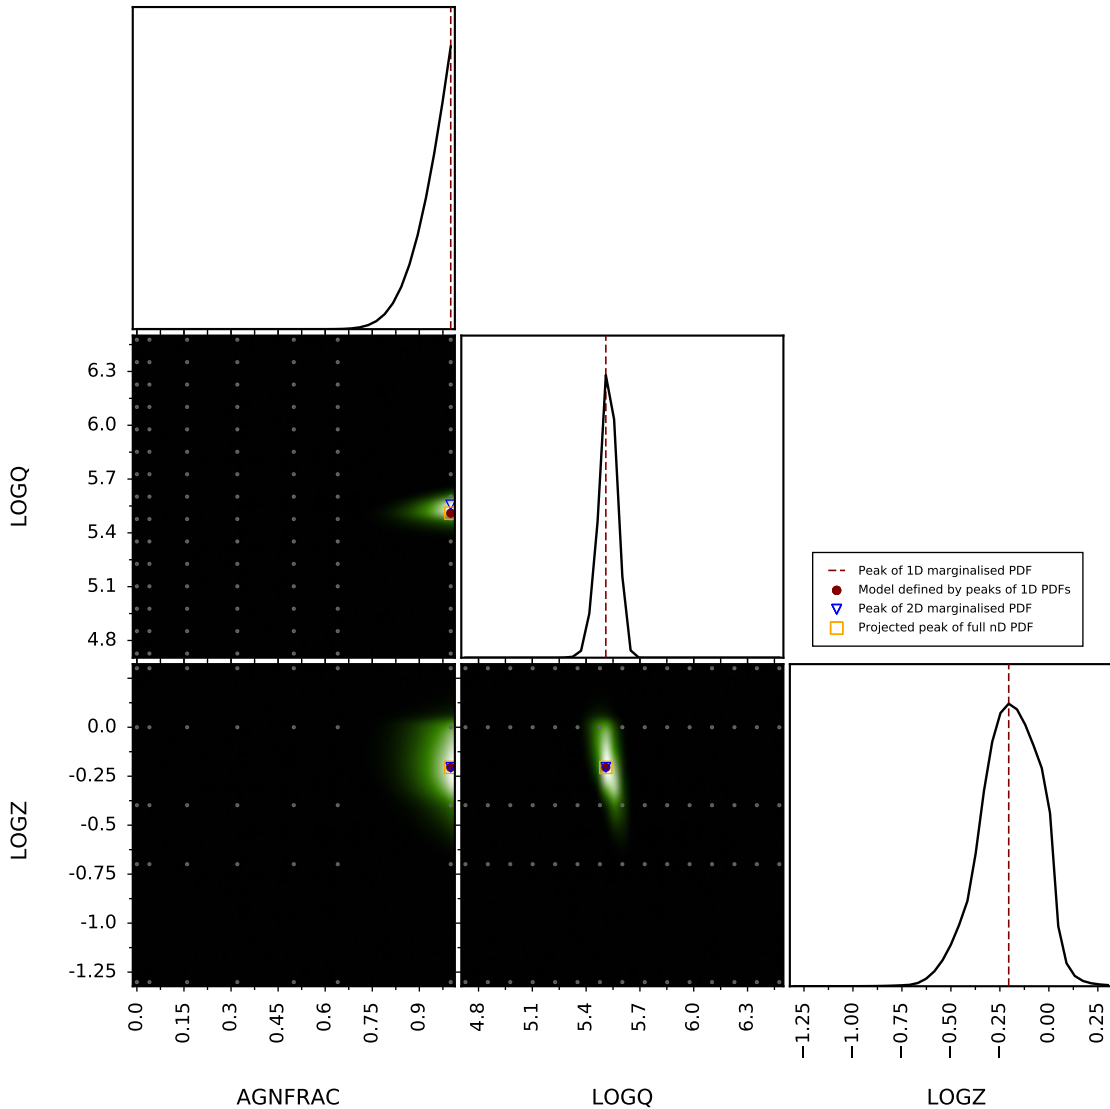 LOGQ
6.3
6.0
5.7
5.4
5.1
4.8
Peak of 1D marginalised PDF
Model defined by peaks of 1D PDFs
Peak of 2D marginalised PDF
Projected peak of full nD PDF
LOGZ
0.0
-0.25
-0.5
-0.75
-1.0
-1.25
0.0 0.15 0.3 0.45 0.6 0.75 0.9
4.8 5.1 5.4 5.7 6.0 6.3
−1.25 −1.00 −0.75 −0.50 −0.25 0.00 0.25
AGNFRAC LOGQ LOGZ